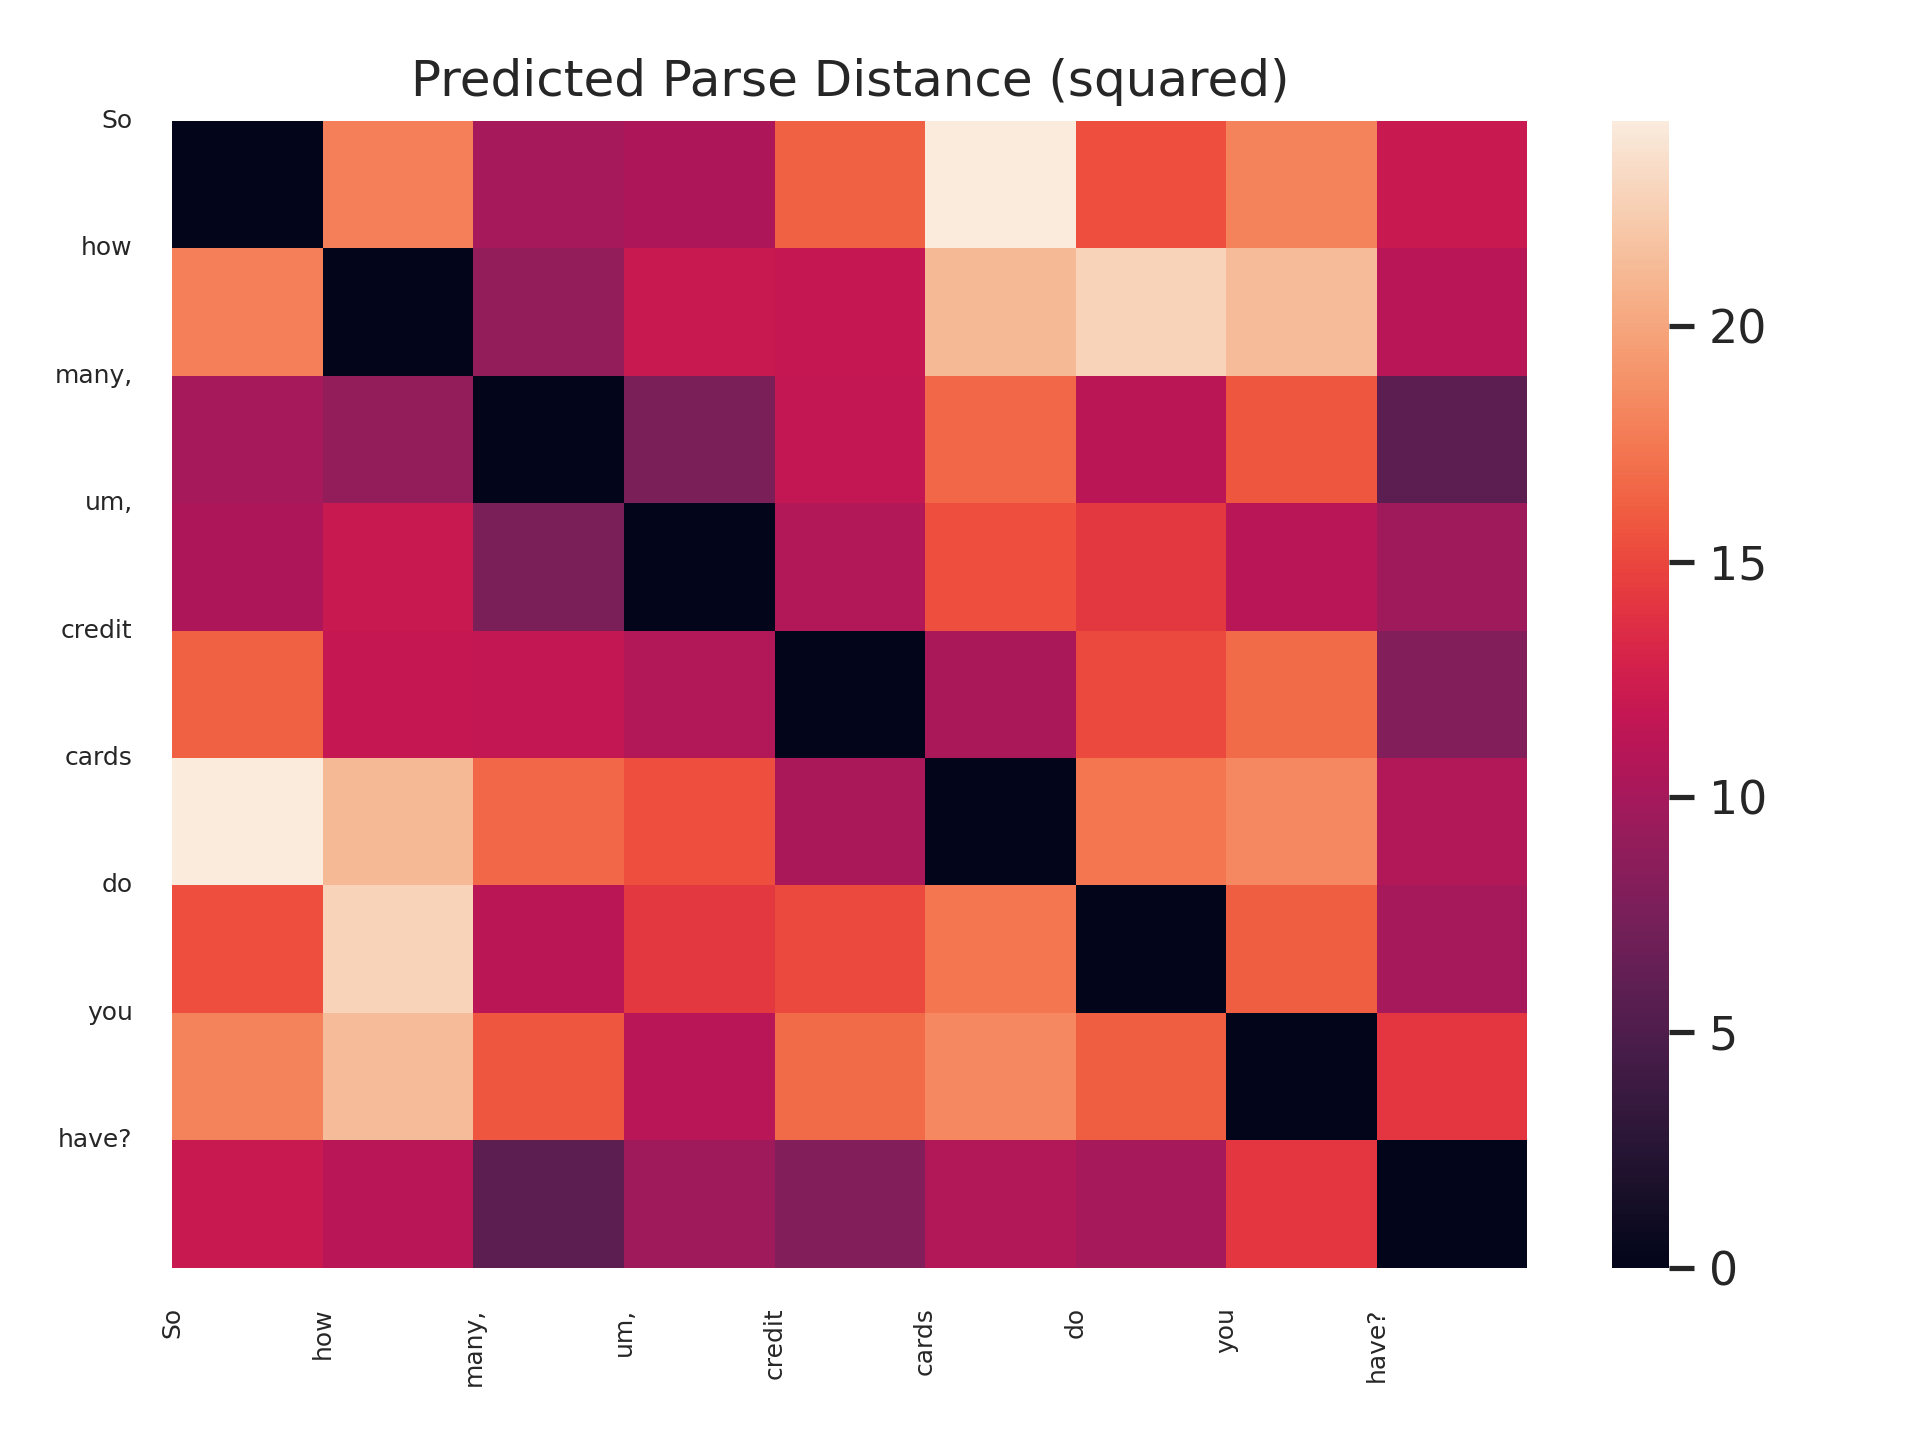 Predicted Parse Distance (squared)
So
how
many,
um,
credit
cards
do
you
have?
So
how
many,
um,
credit
cards
do
you
have?
20
15
10
5
0